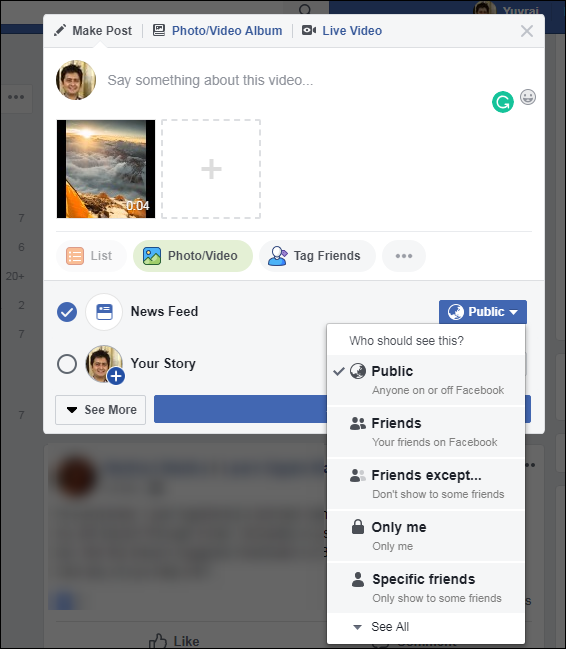 Yuvraj
Make Post
Photo/Video Album
Live Video
Say something about this video...
0:04
List
Photo/Video
Tag Friends
7
6
20+
2
7
7
News Feed
Public
Your Story
See More
Who should see this?
Public
Anyone on or off Facebook
Friends
Your friends on Facebook
Friends except...
Don't show to some friends
Only me
Only me
Specific friends
Only show to some friends
See All
Like
Comment